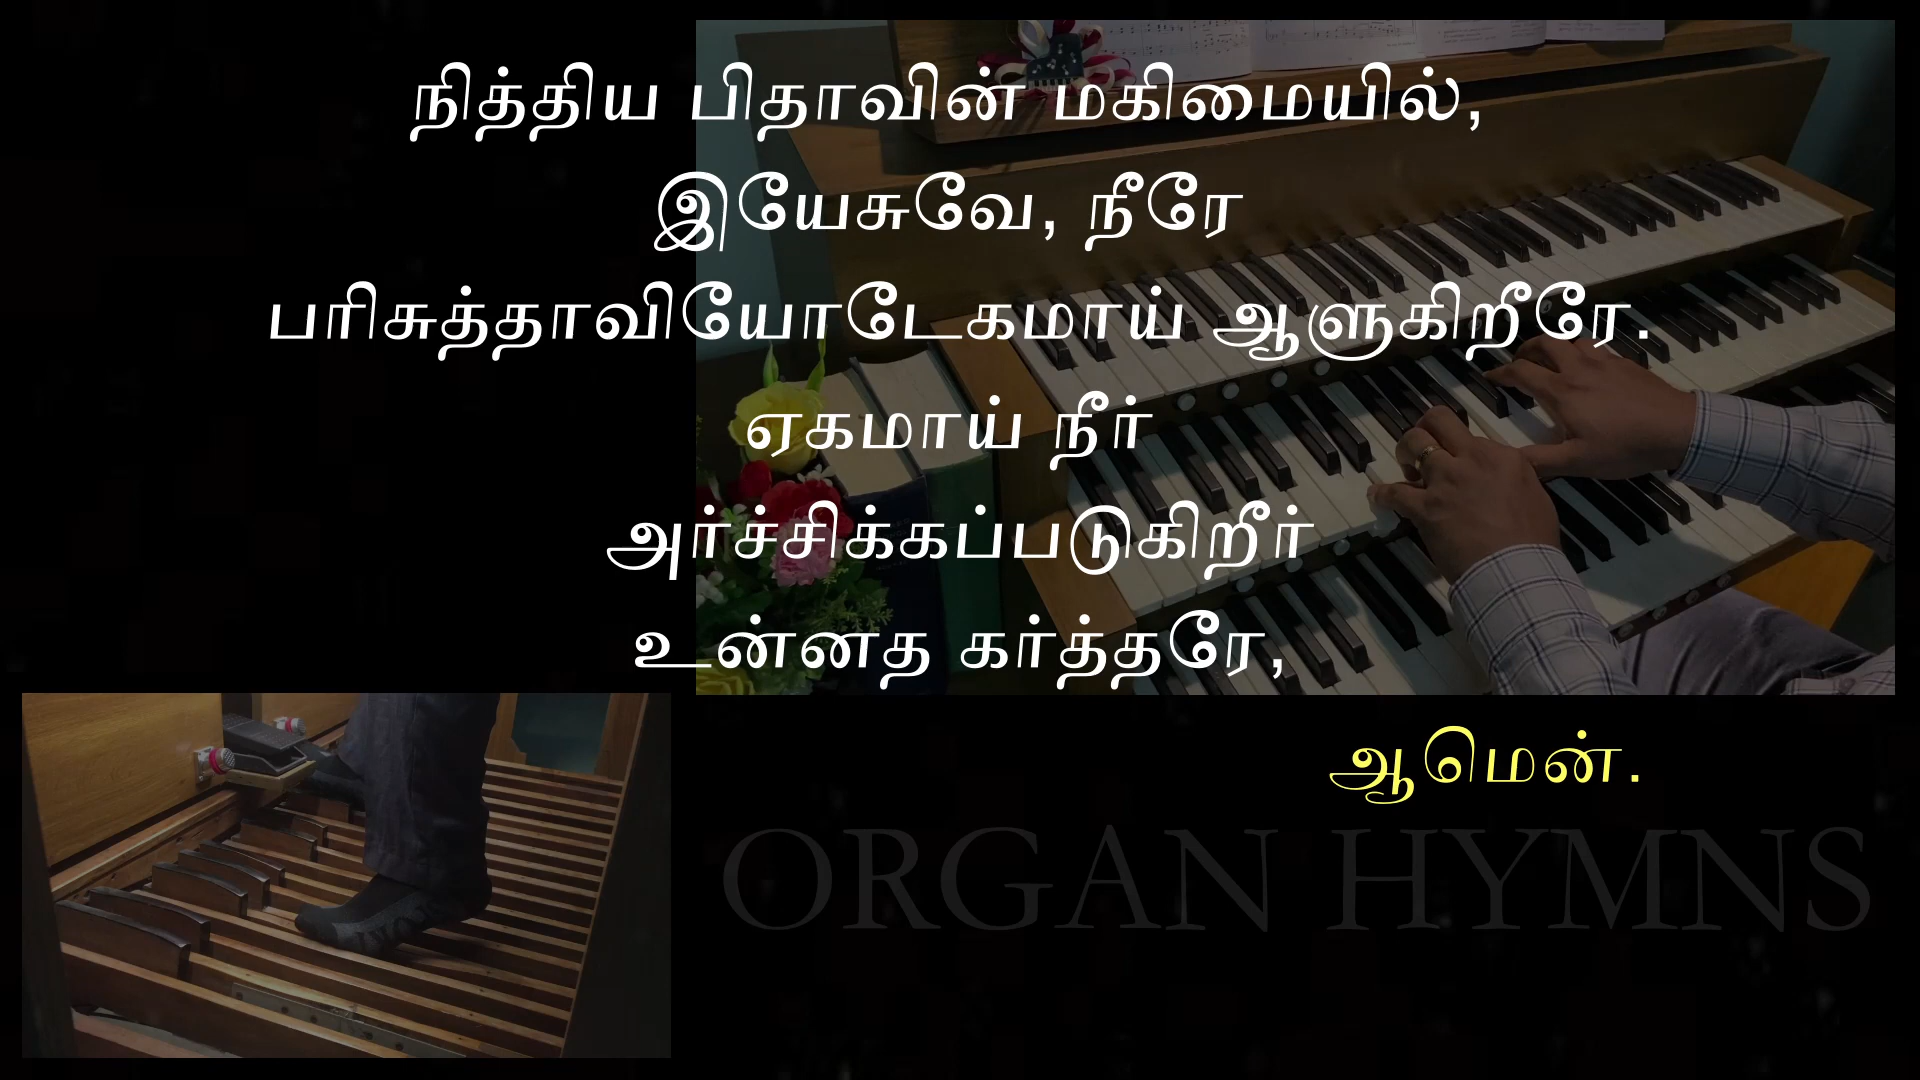 நித்திய பிதாவின் மகிமையில்,
இயேசுவே, நீரே
பரிசுத்தாவியோடேகமாய் ஆளுகிறீரே.
ஏகமாய் நீர்
அர்ச்சிக்கப்படுகிறீர்
உன்னத கர்த்தரே,
ஆமென்.
ORGAN HYMNS